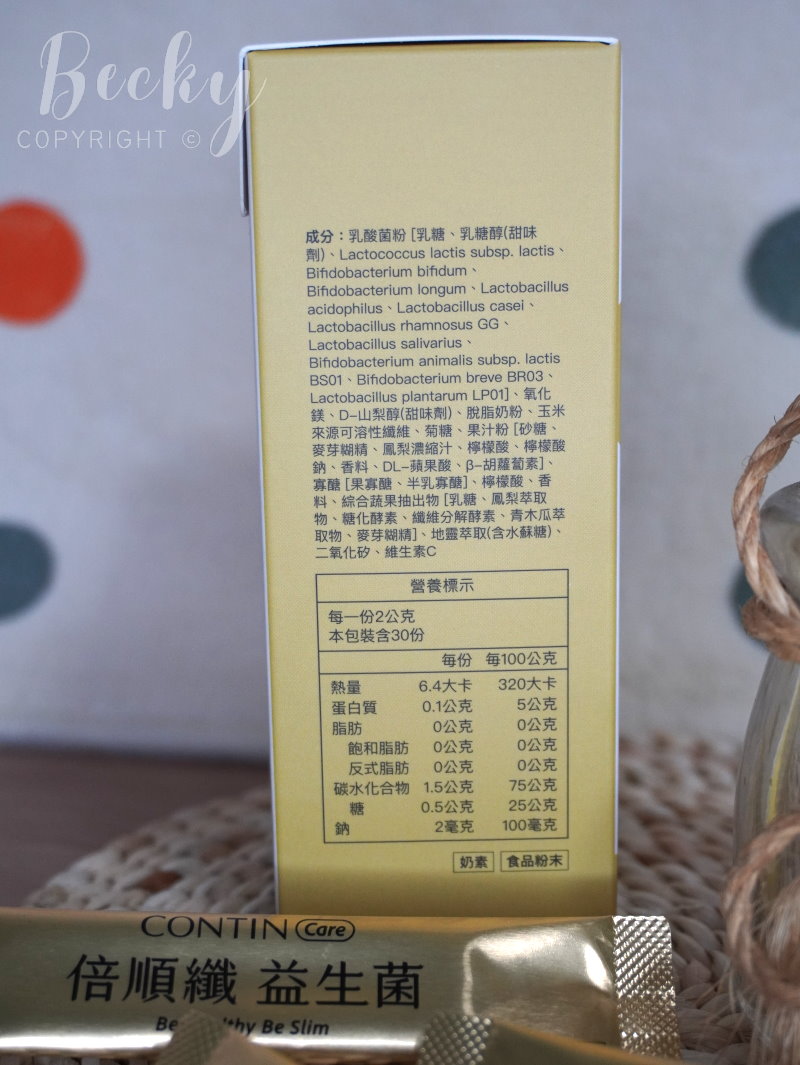 Becky
COPYRIGHT ©
成分：乳酸菌粉 [乳糖、乳糖醇(甜味
劑)、Lactococcus lactis subsp. lactis、
Bifidobacterium bifidum、
Bifidobacterium longum、Lactobacillus
acidophilus、Lactobacillus casei、
Lactobacillus rhamnosus GG、
Lactobacillus salivarius、
Bifidobacterium animalis subsp. lactis
BS01、Bifidobacterium breve BR03、
Lactobacillus plantarum LP01]、氧化
鎂、D-山梨醇(甜味劑)、脫脂奶粉、玉米
來源可溶性纖維、菊糖、果汁粉 [砂糖、
麥芽糊精、鳳梨濃縮汁、檸檬酸、檸檬酸
鈉、香料、DL-蘋果酸、β-胡蘿蔔素]、
寡醣 [果寡醣、半乳寡醣]、檸檬酸、香
料、綜合蔬果抽出物 [乳糖、鳳梨萃取
物、糖化酵素、纖維分解酵素、青木瓜萃
取物、麥芽糊精]、地靈萃取(含水蘇糖)、
二氧化矽、維生素C
營養標示
每一份2公克
本包裝含30份
每份 每100公克
熱量 6.4大卡 320大卡
蛋白質 0.1公克 5公克
脂肪 0公克 0公克
飽和脂肪 0公克 0公克
反式脂肪 0公克 0公克
碳水化合物 1.5公克 75公克
糖 0.5公克 25公克
鈉 2毫克 100毫克
奶素 食品粉末
CONTIN Care
倍順纖 益生菌
Be Slim